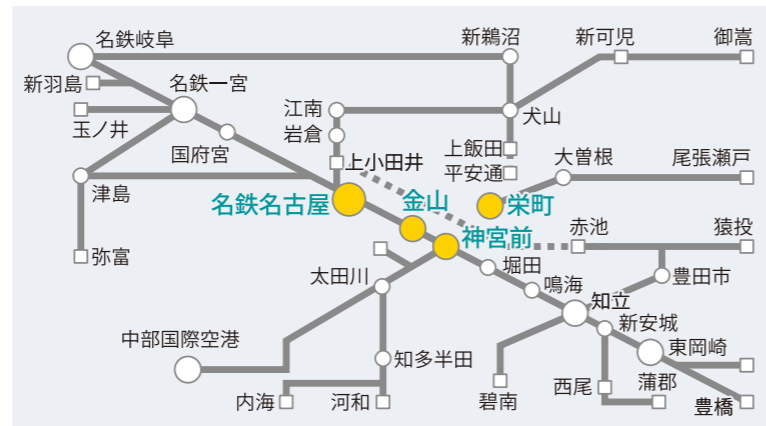 名鉄岐阜
新鵜沼
新可児
御嵩
新羽島
名鉄一宮
江南
犬山
玉ノ井
岩倉
国府宮
上小田井
上飯田
平安通
大曽根
尾張瀬戸
津島
名鉄名古屋
金山
栄町
赤池
猿投
神宮前
弥富
太田川
堀田
鳴海
豊田市
知立
新安城
中部国際空港
知多半田
東岡崎
内海
河和
碧南
西尾
蒲郡
豊橋